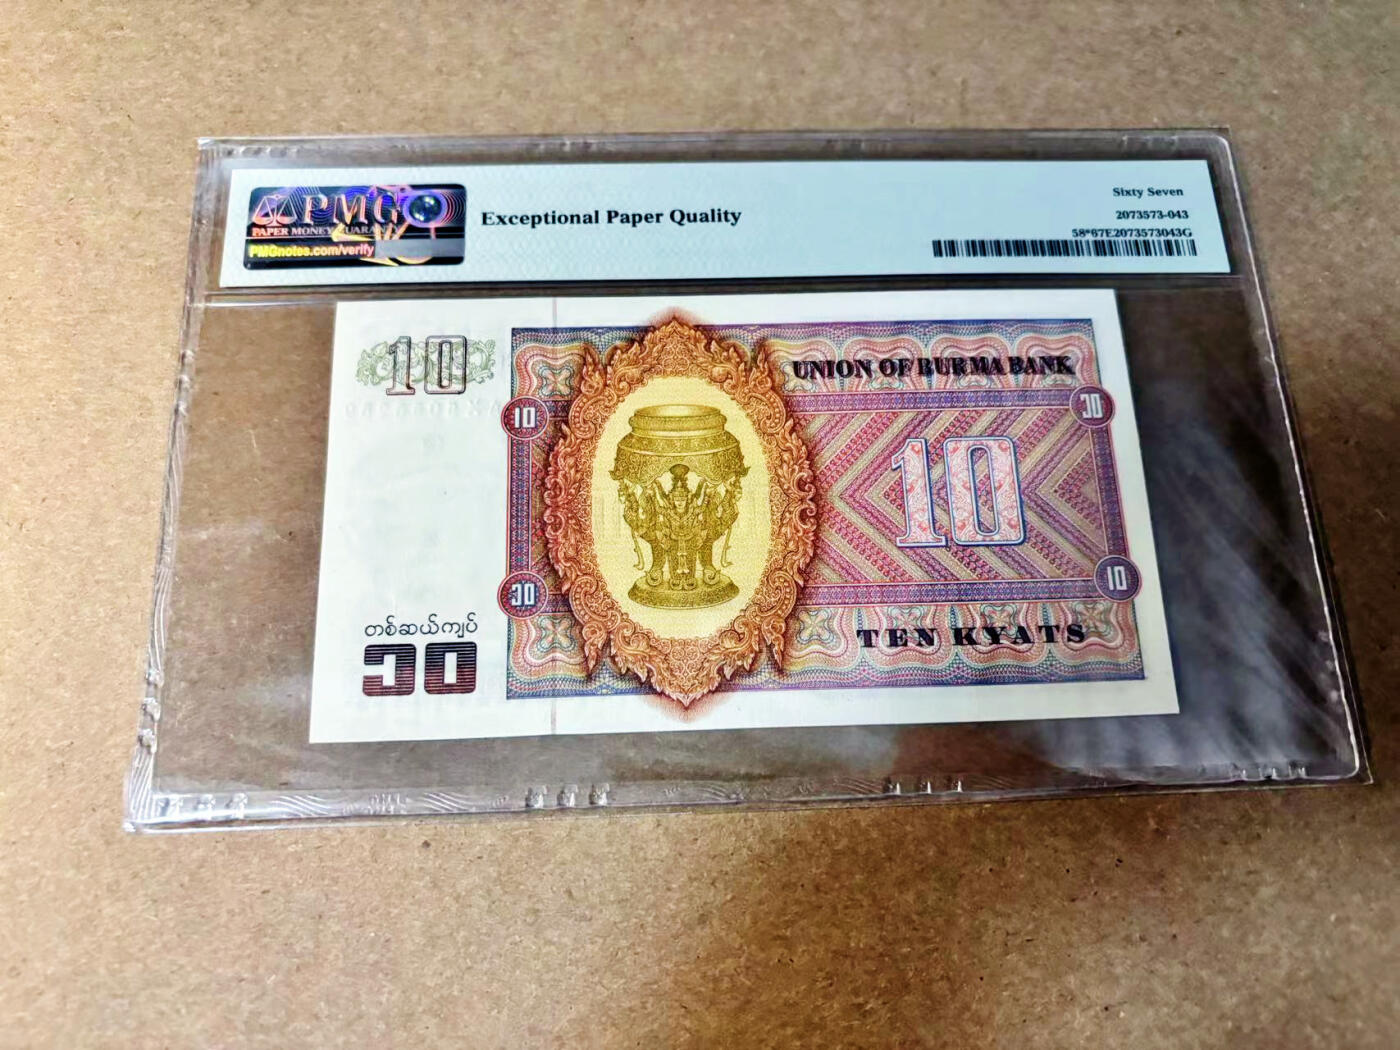 PMG
PAPER MONEY GUARANTY
PMGnotes.com/verify
Exceptional Paper Quality
Sixty Seven
2073573-043
58*67E2073573043G
10
UNION OF BURMA BANK
10
၁၀
10
၁၀
10
တစ်ဆယ်ကျပ်
၁၀
TEN KYATS